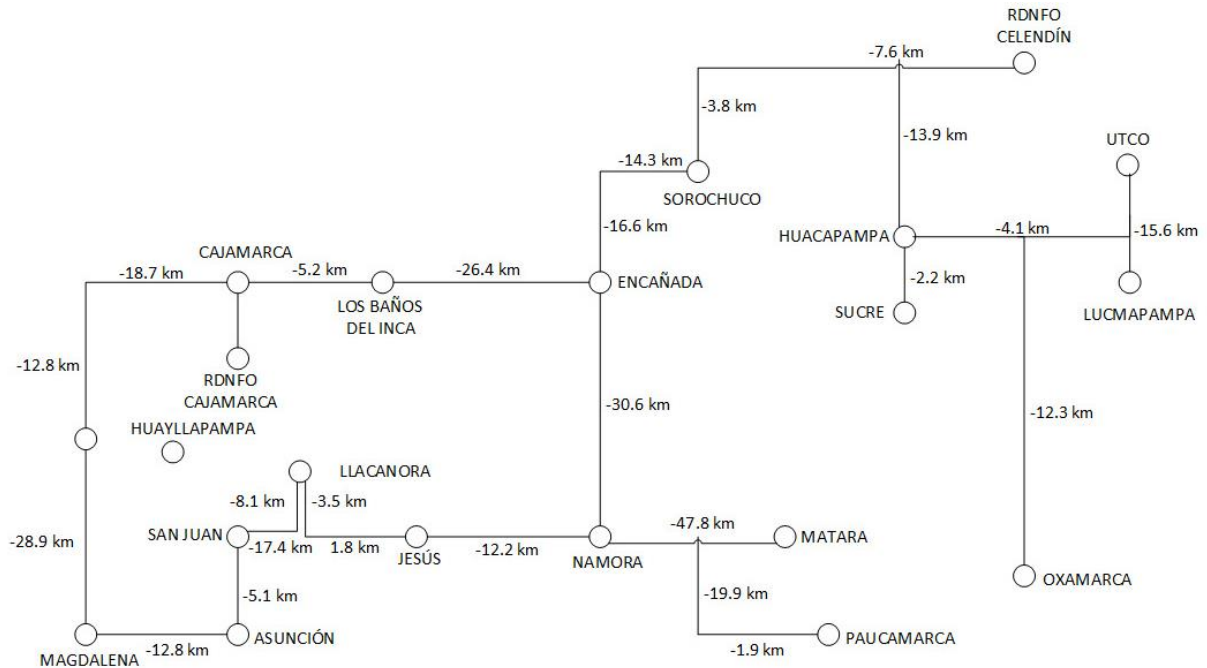 RDNFO
CELENDÍN
-7.6 km
-3.8 km
-13.9 km
UTCO
-14.3 km
SOROCHUCO
-16.6 km
HUACAPAMPA
-4.1 km
-15.6 km
CAJAMARCA
-18.7 km
-5.2 km
-26.4 km
ENCAÑADA
-2.2 km
LOS BAÑOS
DEL INCA
SUCRE
LUCMAPAMPA
-12.8 km
RDNFO
CAJAMARCA
-30.6 km
-12.3 km
HUAYLLAPAMPA
LLACANORA
-8.1 km
-3.5 km
-47.8 km
SAN JUAN
-28.9 km
-17.4 km
1.8 km
JESÚS
-12.2 km
NAMORA
MATARA
OXAMARCA
-5.1 km
-19.9 km
ASUNCIÓN
PAUCAMARCA
MAGDALENA
-12.8 km
-1.9 km